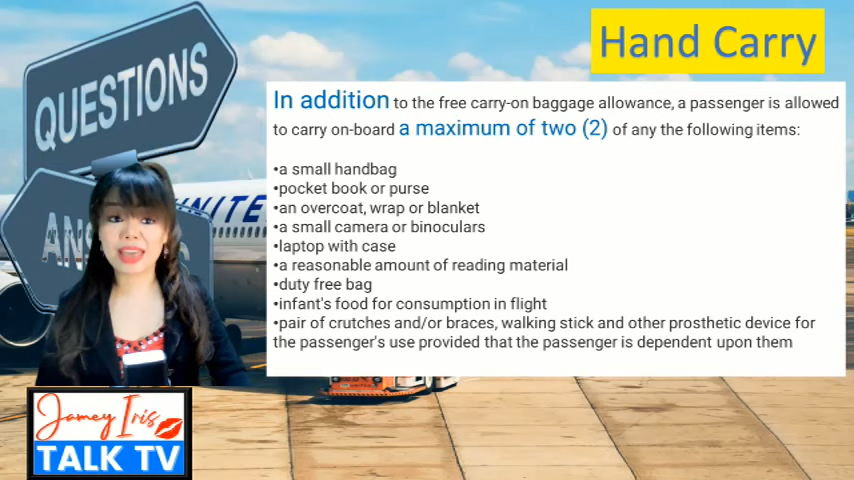 QUESTIONS
Hand Carry
In addition to the free carry-on baggage allowance, a passenger is allowed
to carry on-board a maximum of two (2) of any the following items:
•a small handbag
•pocket book or purse
•an overcoat, wrap or blanket
•a small camera or binoculars
•laptop with case
•a reasonable amount of reading material
•duty free bag
•infant's food for consumption in flight
•pair of crutches and/or braces, walking stick and other prosthetic device for
the passenger's use provided that the passenger is dependent upon them
Jamey Iris
TALK TV